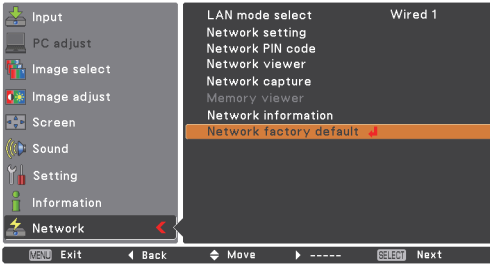 Input
PC adjust
Image select
Image adjust
Screen
Sound
Setting
Information
Network
LAN mode select Wired 1
Network setting
Network PIN code
Network viewer
Network capture
Memory viewer
Network information
Network factory default
MENU Exit Back Move ----- SELECT Next